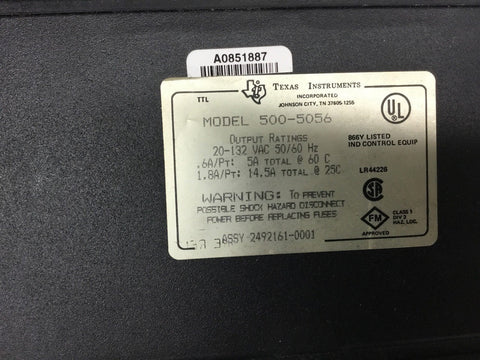 A0851887
TTL
TEXAS INSTRUMENTS
INCORPORATED
JOHNSON CITY, TN 37605-1255
MODEL 500-5056
UL
OUTPUT RATINGS
20-132 VAC 50/60 Hz
.6A/PT: 5A TOTAL @ 60 C
1.8A/PT: 14.5A TOTAL @ 25C
866Y LISTED
IND CONTROL EQUIP
LR44226
WARNING: TO PREVENT
POSSIBLE SHOCK HAZARD DISCONNECT
POWER BEFORE REPLACING FUSES
FM
APPROVED
CLASS 1
DIV 2
HAZ. LOC.
ASSY 2492161-0001